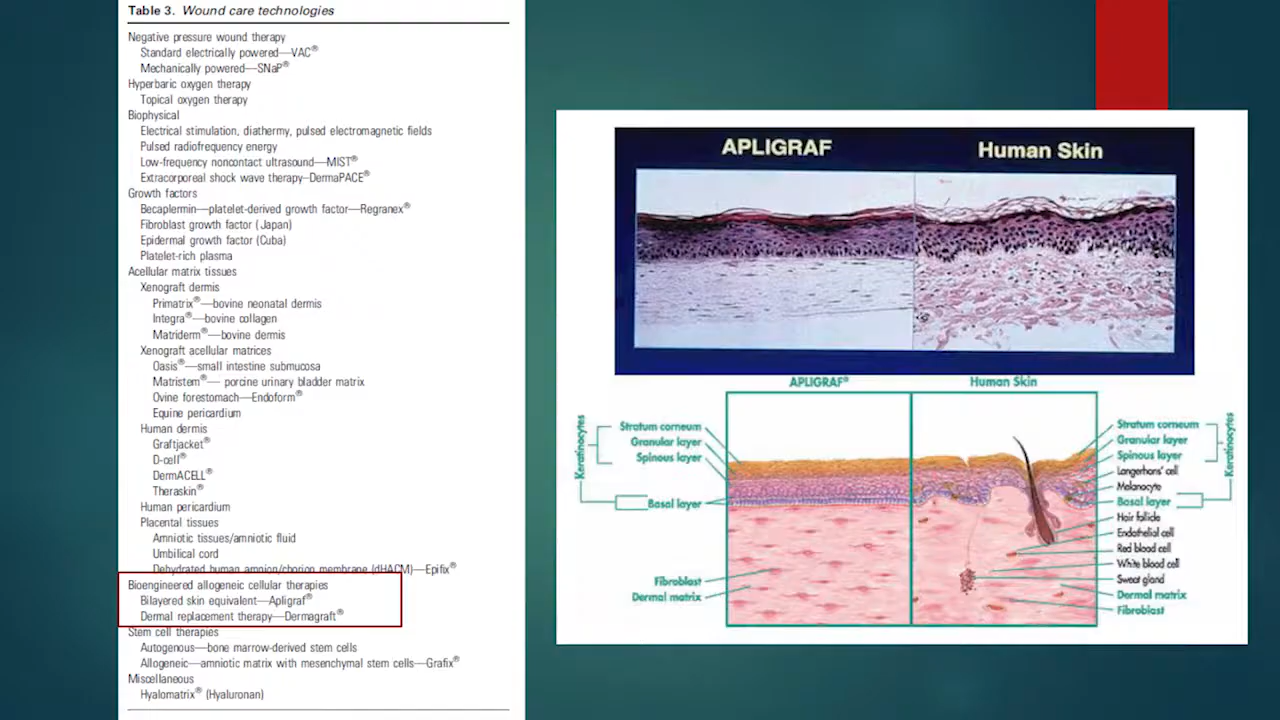 Table 3. Wound care technologies
Negative pressure wound therapy
Standard electrically powered—VAC®
Mechanically powered—SNaP®
Hyperbaric oxygen therapy
Topical oxygen therapy
Biophysical
Electrical stimulation, diathermy, pulsed electromagnetic fields
Pulsed radiofrequency energy
Low-frequency noncontact ultrasound—MIST®
Extracorporeal shock wave therapy–DermaPACE®
Growth factors
Becaplermin—platelet-derived growth factor—Regranex®
Fibroblast growth factor (Japan)
Epidermal growth factor (Cuba)
Platelet-rich plasma
Acellular matrix tissues
Xenograft dermis
Primatrix®—bovine neonatal dermis
Integra®—bovine collagen
Matriderm®—bovine dermis
Xenograft acellular matrices
Oasis®—small intestine submucosa
Matristem®— porcine urinary bladder matrix
Ovine forestomach—Endoform®
Equine pericardium
Human dermis
Graftjacket®
D-cell®
DermACELL®
Theraskin®
Human pericardium
Placental tissues
Amniotic tissues/amniotic fluid
Umbilical cord
Dehydrated human amnion/chorion membrane (dHACM)—Epifix®
Bioengineered allogeneic cellular therapies
Bilayered skin equivalent—Apligraf®
Dermal replacement therapy—Dermagraft®
Stem cell therapies
Autogenous—bone marrow-derived stem cells
Allogeneic—amniotic matrix with mesenchymal stem cells—Grafix®
Miscellaneous
Hyalomatrix® (Hyaluronan)
APLIGRAF
Human Skin
APLIGRAF®
Human Skin
Keratinocytes
Stratum corneum
Granular layer
Spinous layer
Basal layer
Fibroblast
Dermal matrix
Stratum corneum
Granular layer
Spinous layer
Langerhans' cell
Melanocyte
Basal layer
Hair follicle
Endothelial cell
Red blood cell
White blood cell
Sweat gland
Dermal matrix
Fibroblast
Keratinocytes